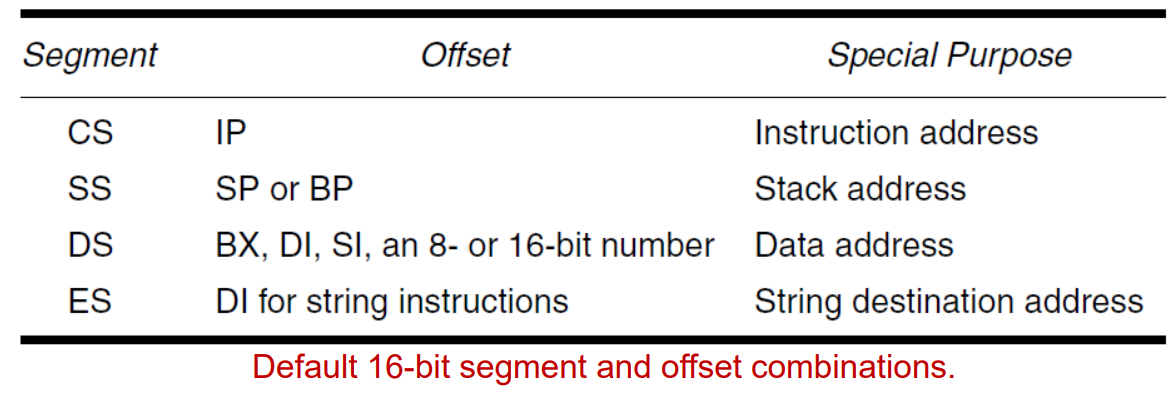 Segment Offset Special Purpose
CS IP Instruction address
SS SP or BP Stack address
DS BX, DI, SI, an 8- or 16-bit number Data address
ES DI for string instructions String destination address
Default 16-bit segment and offset combinations.